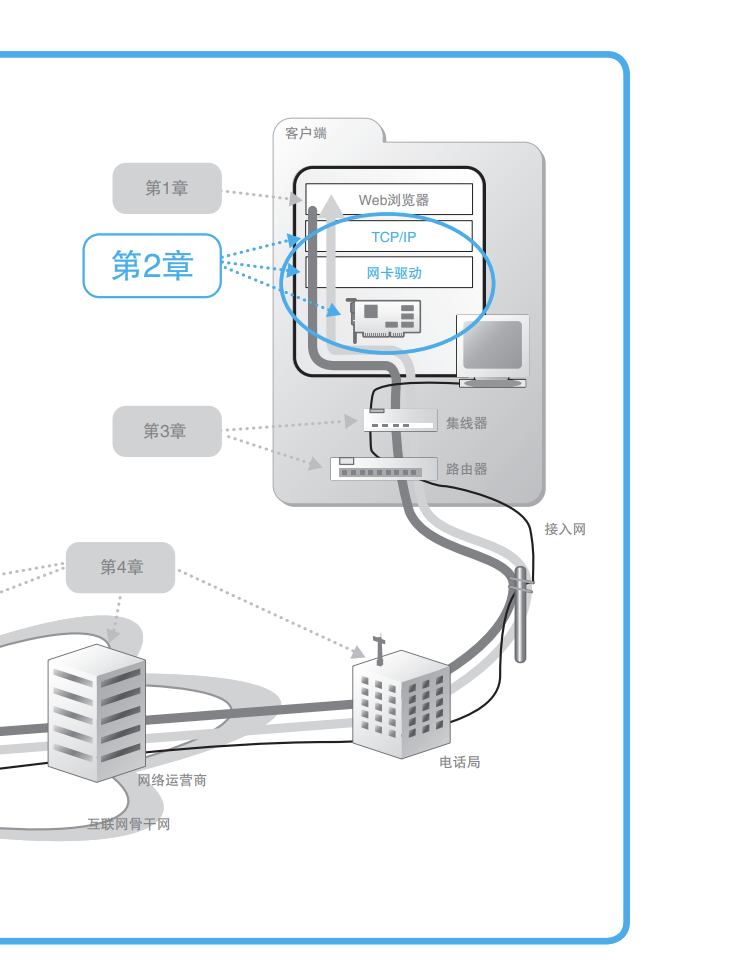 客户端
第1章
Web浏览器
TCP/IP
第2章
网卡驱动
第3章
集线器
路由器
接入网
第4章
电话局
网络运营商
互联网骨干网